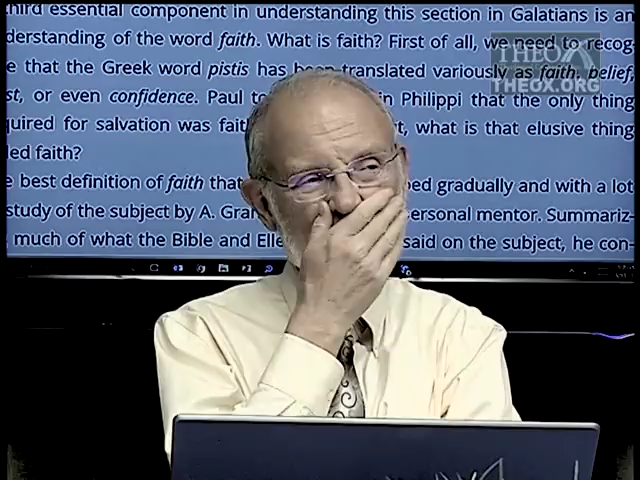 third essential component in understanding this section in Galatians is an
derstanding of the word faith. What is faith? First of all, we need to recog
e that the Greek word pistis has been translated variously as faith, belief,
st, or even confidence. Paul to in Philippi that the only thing
quired for salvation was fait t, what is that elusive thing
led faith?
e best definition of faith that ped gradually and with a lot
study of the subject by A. Gra ersonal mentor. Summariz-
much of what the Bible and Elle said on the subject, he con-
THEOX
THEOX.ORG